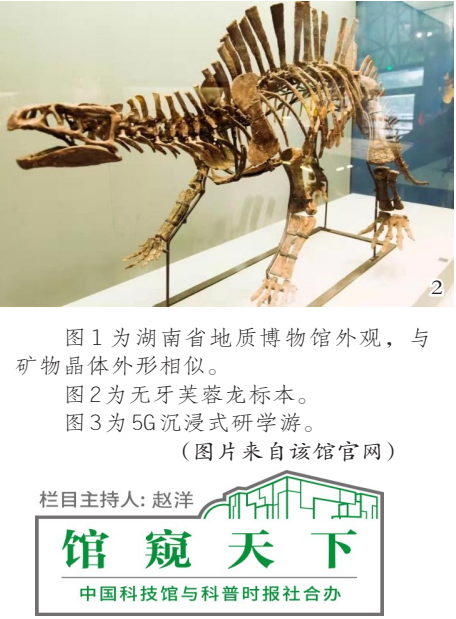 2
图1为湖南省地质博物馆外观，与
矿物晶体外形相似。
图2为无牙芙蓉龙标本。
图3为5G沉浸式研学游。
（图片来自该馆官网）
栏目主持人：赵洋
馆窥天下
中国科技馆与科普时报社合办